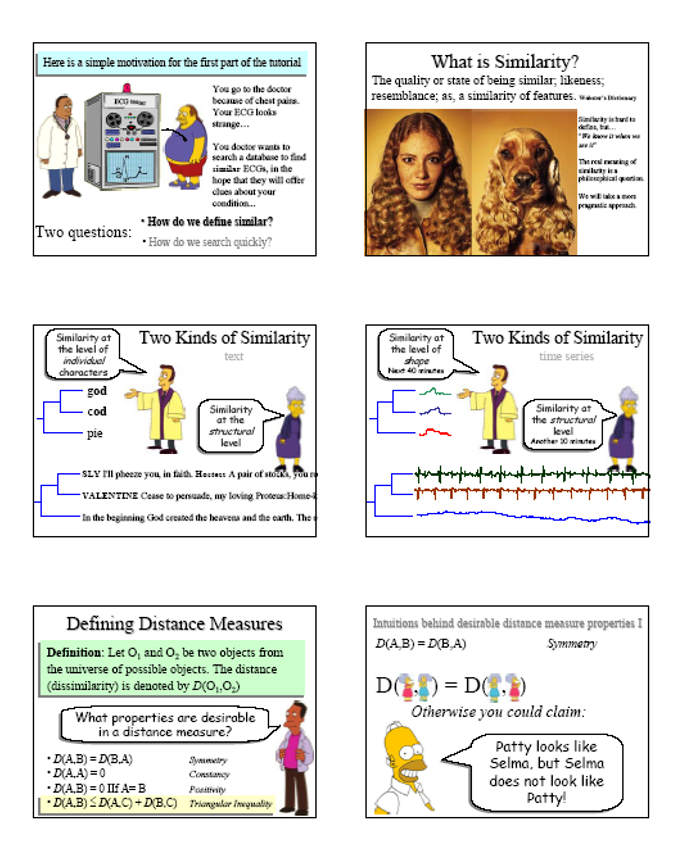 Here is a simple motivation for the first part of the tutorial
ECG tester
You go to the doctor
because of chest pains.
Your ECG looks
strange…
You doctor wants to
search a database to find
similar ECGs, in the
hope that they will offer
clues about your
condition...
Two questions:
• How do we define similar?
• How do we search quickly?
What is Similarity?
The quality or state of being similar; likeness;
resemblance; as, a similarity of features. Webster's Dictionary
Similarity is hard to
define, but…
"We know it when we
see it"
The real meaning of
similarity is a
philosophical question.
We will take a more
pragmatic approach.
Two Kinds of Similarity
text
Similarity at
the level of
individual
characters
god
cod
pie
Similarity
at the
structural
level
SLY I'll pheeze you, in faith. Hostess A pair of stocks, you ro
VALENTINE Cease to persuade, my loving Proteus:Home-k
In the beginning God created the heavens and the earth. The e
Two Kinds of Similarity
time series
Similarity at
the level of
shape
Next 40 minutes
Similarity at
the structural
level
Another 10 minutes
Defining Distance Measures
Definition: Let O1 and O2 be two objects from
the universe of possible objects. The distance
(dissimilarity) is denoted by D(O1,O2)
What properties are desirable
in a distance measure?
• D(A,B) = D(B,A) Symmetry
• D(A,A) = 0 Constancy
• D(A,B) = 0 IIf A= B Positivity
• D(A,B) ≤ D(A,C) + D(B,C) Triangular Inequality
Intuitions behind desirable distance measure properties I
D(A,B) = D(B,A) Symmetry
D( , ) = D( , )
Otherwise you could claim:
Patty looks like
Selma, but Selma
does not look like
Patty!